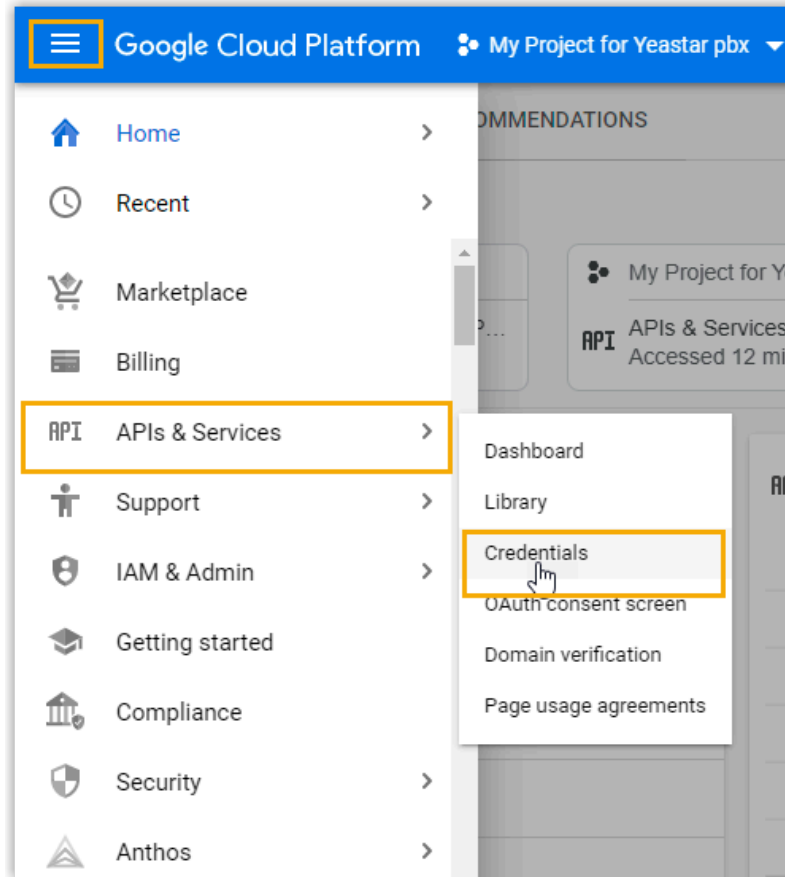 Google Cloud Platform My Project for Yeastar pbx
OMMENDATIONS
Home
Recent
Marketplace
Billing
API APIs & Services
Support
IAM & Admin
Getting started
Compliance
Security
Anthos
My Project for Y
P...
API APIs & Services
Accessed 12 mi
Dashboard
Library
Credentials
OAuth consent screen
Domain verification
Page usage agreements